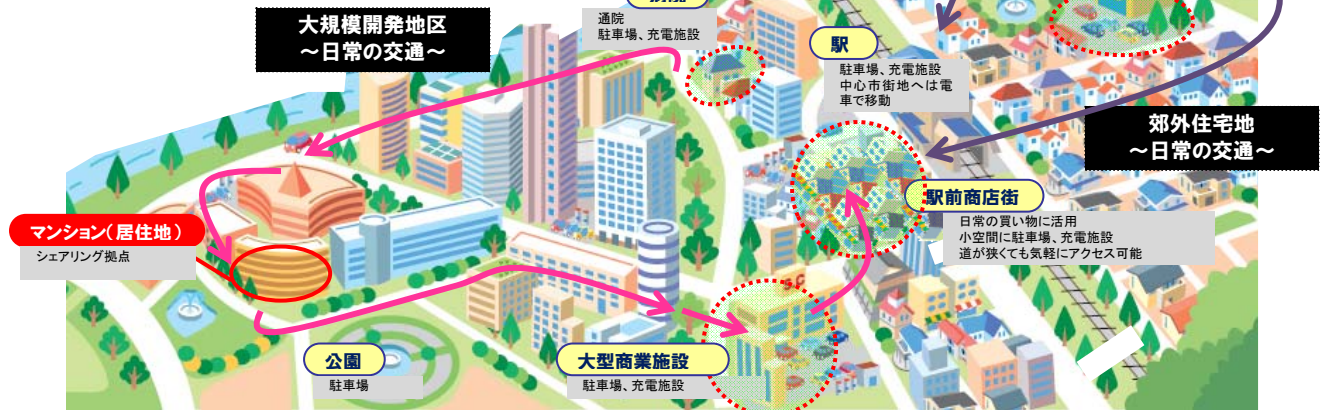 大規模開発地区
～日常の交通～
通院
駐車場、充電施設
駅
駐車場、充電施設
中心市街地へは電
車で移動
郊外住宅地
～日常の交通～
駅前商店街
日常の買い物に活用
小空間に駐車場、充電施設
道が狭くても気軽にアクセス可能
マンション（居住地）
シェアリング拠点
公園
駐車場
大型商業施設
駐車場、充電施設